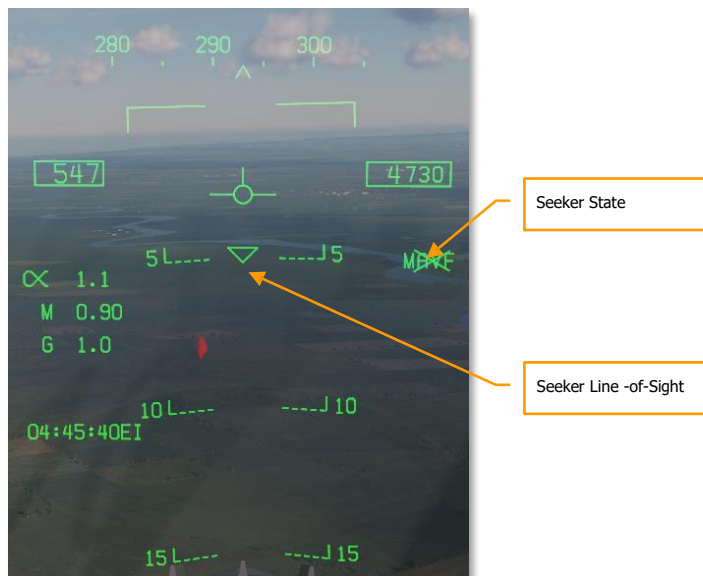 280 290 300
547 4730
Seeker State
5 5 MAVF
α 1.1
M 0.90
G 1.0
Seeker Line -of-Sight
10 10
04:45:40EI
15 15